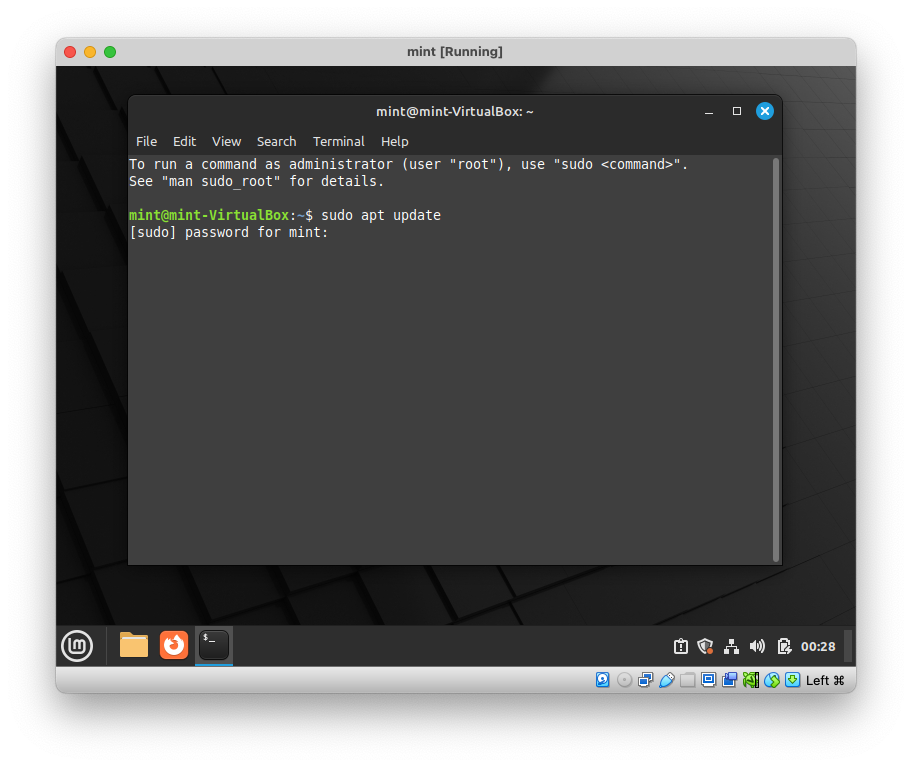 mint [Running]
mint@mint-VirtualBox: ~
File Edit View Search Terminal Help
To run a command as administrator (user "root"), use "sudo <command>".
See "man sudo_root" for details.
mint@mint-VirtualBox:~$ sudo apt update
[sudo] password for mint:
$_
00:28
Left ⌘